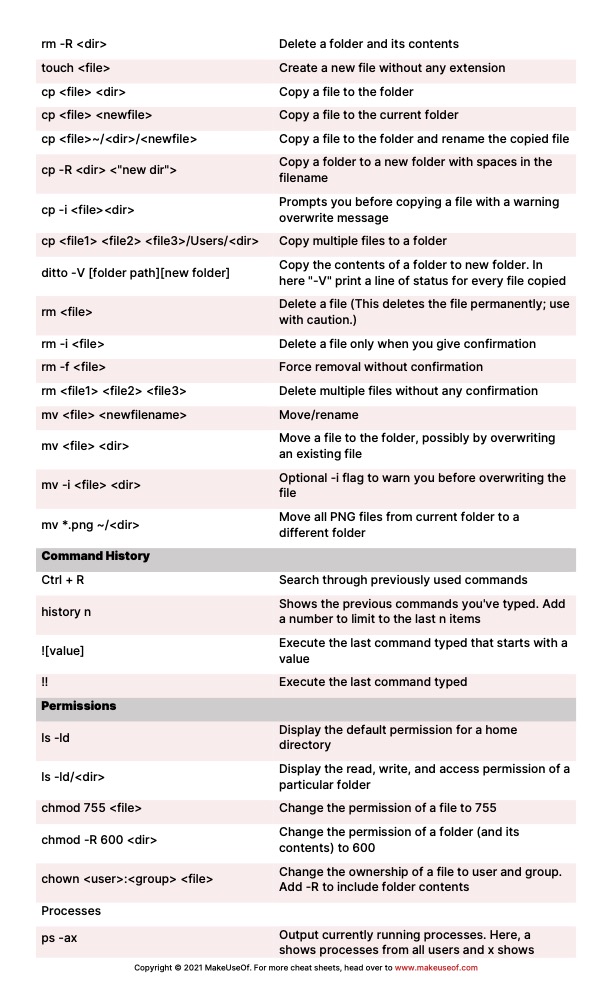 rm -R <dir> Delete a folder and its contents
touch <file> Create a new file without any extension
cp <file> <dir> Copy a file to the folder
cp <file> <newfile> Copy a file to the current folder
cp <file>~/<dir>/<newfile> Copy a file to the folder and rename the copied file
cp -R <dir> <"new dir"> Copy a folder to a new folder with spaces in the
filename
cp -i <file><dir> Prompts you before copying a file with a warning
overwrite message
cp <file1> <file2> <file3>/Users/<dir> Copy multiple files to a folder
ditto -V [folder path][new folder] Copy the contents of a folder to new folder. In
here "-V" print a line of status for every file copied
rm <file> Delete a file (This deletes the file permanently; use
with caution.)
rm -i <file> Delete a file only when you give confirmation
rm -f <file> Force removal without confirmation
rm <file1> <file2> <file3> Delete multiple files without any confirmation
mv <file> <newfilename> Move/rename
mv <file> <dir> Move a file to the folder, possibly by overwriting
an existing file
mv -i <file> <dir> Optional -i flag to warn you before overwriting the
file
mv *.png ~/<dir> Move all PNG files from current folder to a
different folder
Command History
Ctrl + R Search through previously used commands
history n Shows the previous commands you've typed. Add
a number to limit to the last n items
![value] Execute the last command typed that starts with a
value
!! Execute the last command typed
Permissions
ls -ld Display the default permission for a home
directory
ls -ld/<dir> Display the read, write, and access permission of a
particular folder
chmod 755 <file> Change the permission of a file to 755
chmod -R 600 <dir> Change the permission of a folder (and its
contents) to 600
chown <user>:<group> <file> Change the ownership of a file to user and group.
Add -R to include folder contents
Processes
ps -ax Output currently running processes. Here, a
shows processes from all users and x shows
Copyright © 2021 MakeUseOf. For more cheat sheets, head over to www.makeuseof.com